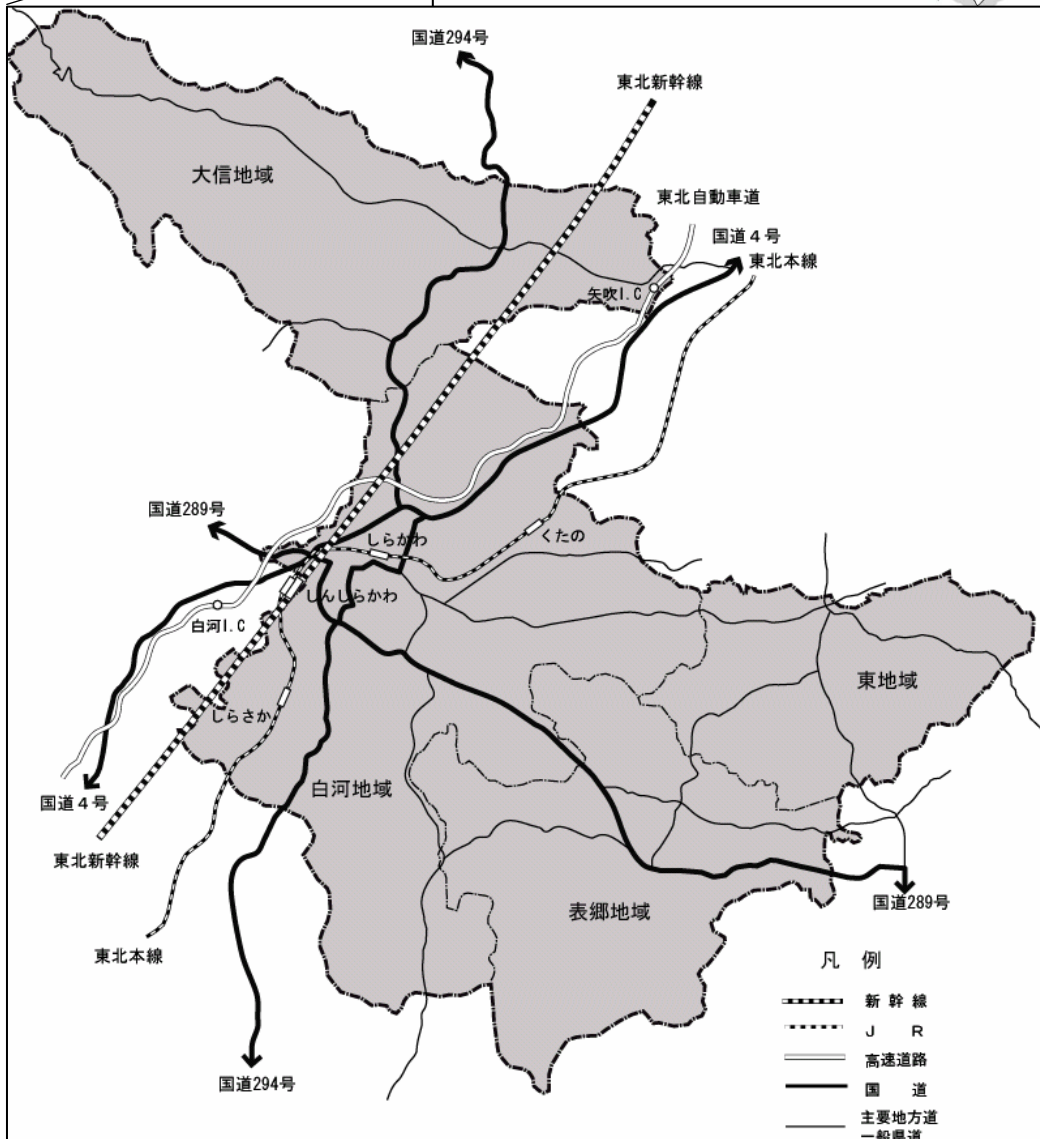 国道294号
東北新幹線
大信地域
東北自動車道
国道4号
東北本線
矢吹I.C
国道289号
しらかわ
くたの
しんしらかわ
白河I.C
東地域
しらさか
白河地域
国道4号
東北新幹線
国道289号
表郷地域
東北本線
凡 例
新 幹 線
J R
高速道路
国道294号
国 道
主要地方道
一般県道